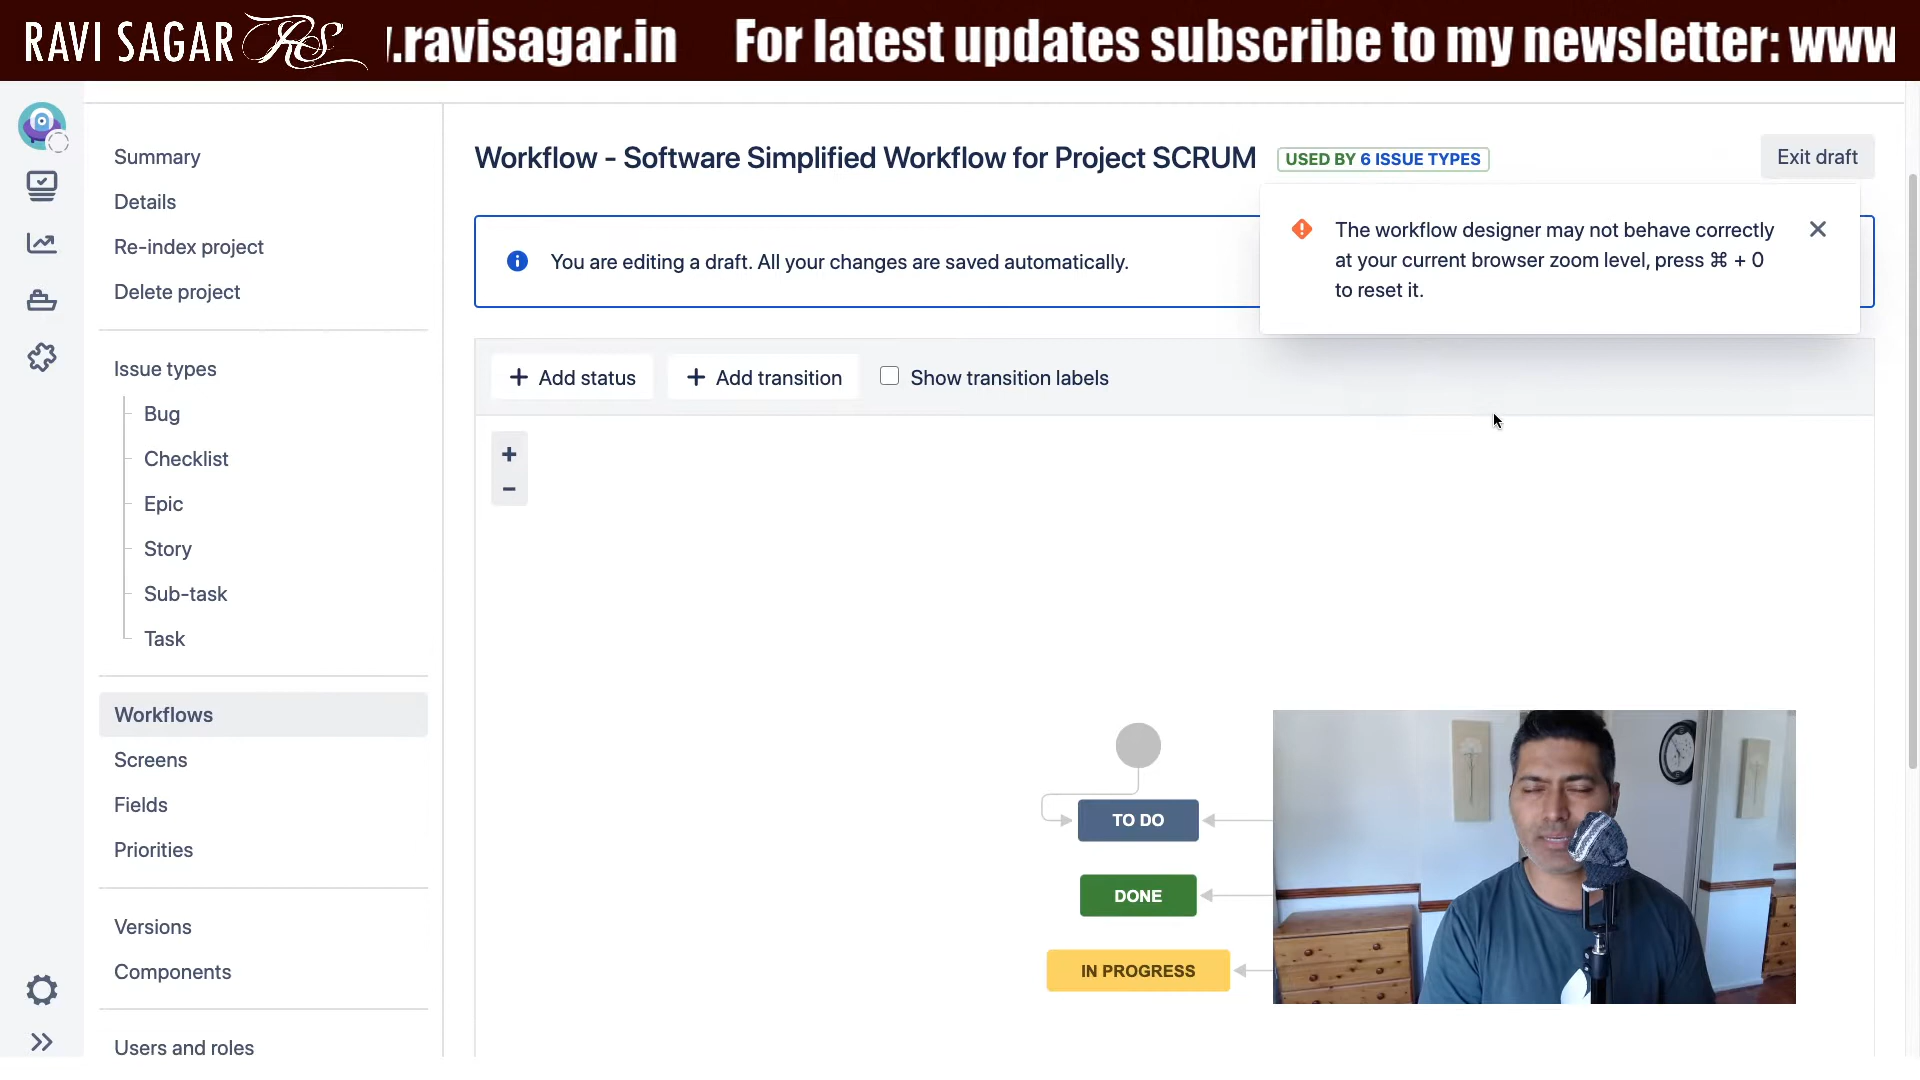 RAVI SAGAR RS
.ravisagar.in For latest updates subscribe to my newsletter: www
Summary
Details
Re-index project
Delete project
Issue types
Bug
Checklist
Epic
Story
Sub-task
Task
Workflows
Screens
Fields
Priorities
Versions
Components
Users and roles
Workflow - Software Simplified Workflow for Project SCRUM
USED BY 6 ISSUE TYPES
Exit draft
You are editing a draft. All your changes are saved automatically.
The workflow designer may not behave correctly
at your current browser zoom level, press ⌘ + 0
to reset it.
+ Add status
+ Add transition
Show transition labels
+
−
TO DO
DONE
IN PROGRESS